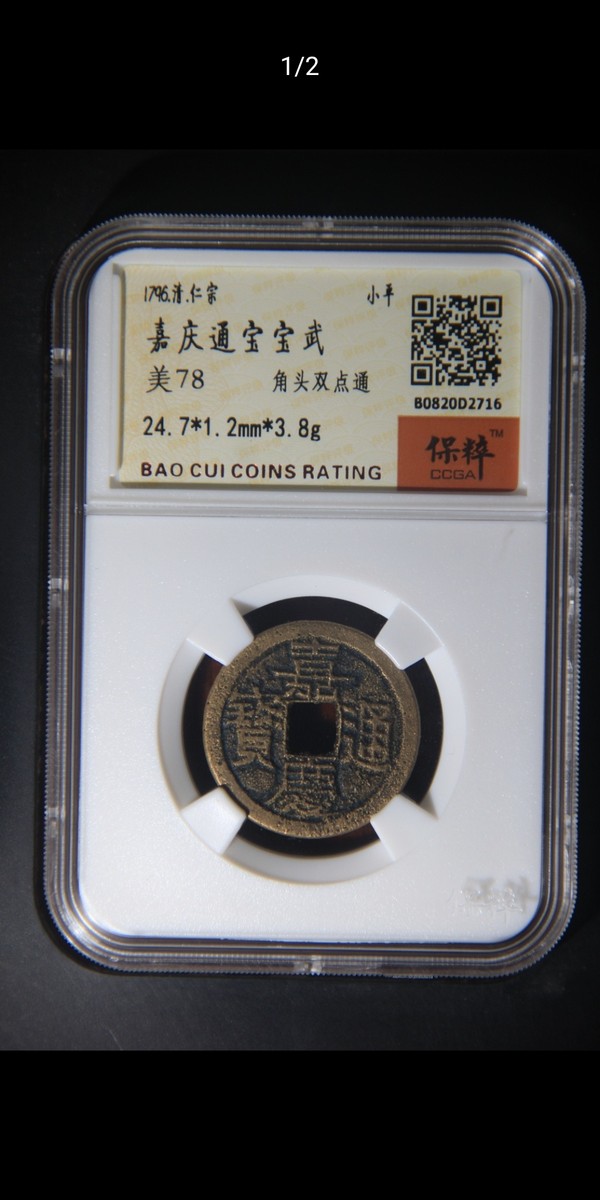 1/2
1796.清.仁宗 小平
嘉庆通宝宝武
美78 角头双点通
B0820D2716
24.7*1.2mm*3.8g
保粹™
CCGA
BAO CUI COINS RATING
嘉
寶 通
慶